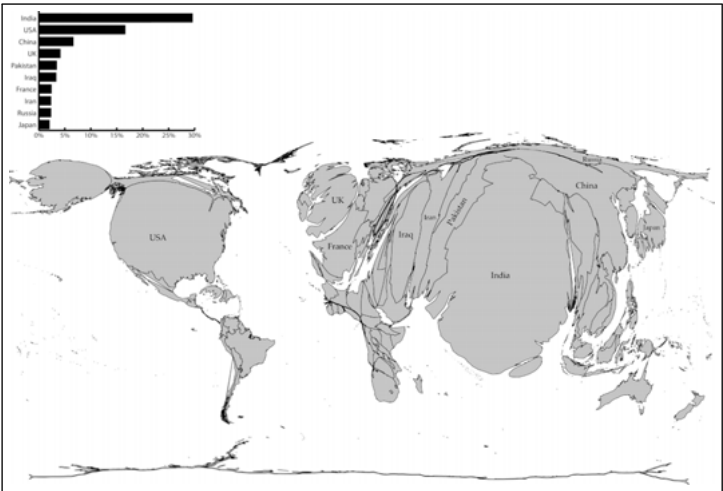 India
USA
China
UK
Pakistan
Iraq
France
Iran
Russia
Japan
0% 5% 10% 15% 20% 25% 30%
Russia
UK
China
Pakistan
Iran
USA
France
Iraq
Japan
India